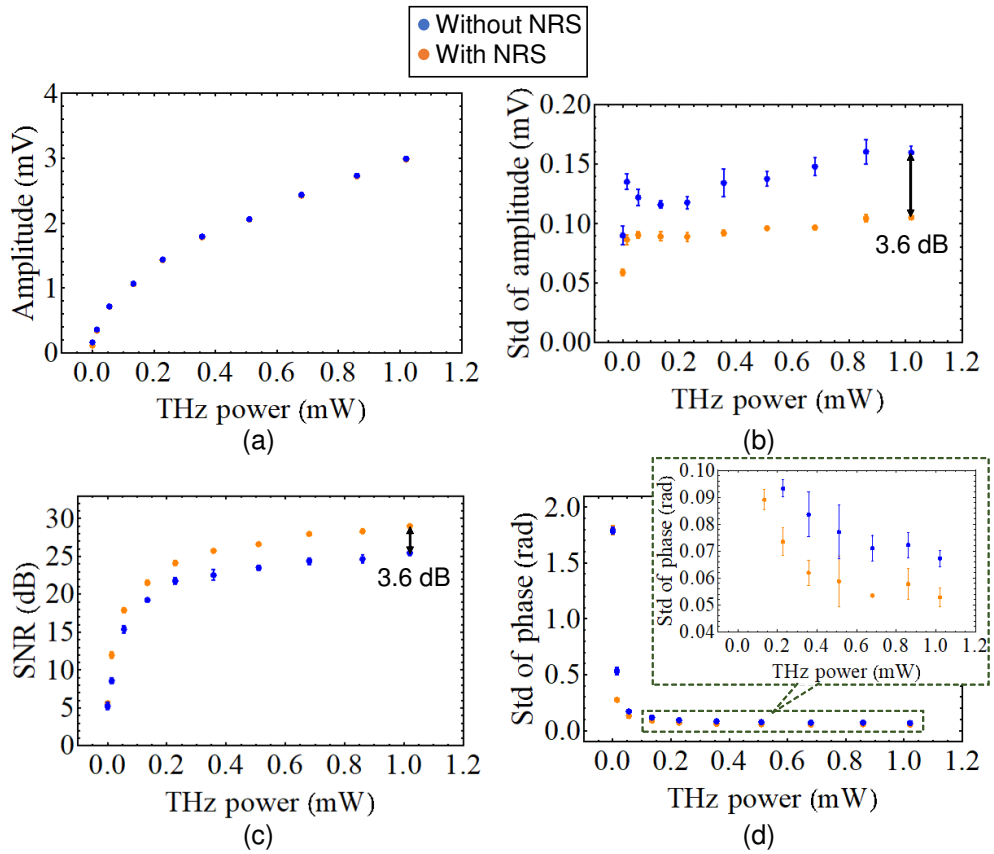 Without NRS
With NRS
Amplitude (mV)
4
3
2
1
0
0.0 0.2 0.4 0.6 0.8 1.0 1.2
THz power (mW)
(a)
Std of amplitude (mV)
0.20
0.15
0.10
0.05
0.00
3.6 dB
0.0 0.2 0.4 0.6 0.8 1.0 1.2
THz power (mW)
(b)
SNR (dB)
30
25
20
15
10
5
0
3.6 dB
0.0 0.2 0.4 0.6 0.8 1.0 1.2
THz power (mW)
(c)
Std of phase (rad)
2.0
1.5
1.0
0.5
0.0
Std of phase (rad)
0.10
0.09
0.08
0.07
0.06
0.05
0.04
0.0 0.2 0.4 0.6 0.8 1.0 1.2
THz power (mW)
0.0 0.2 0.4 0.6 0.8 1.0 1.2
THz power (mW)
(d)